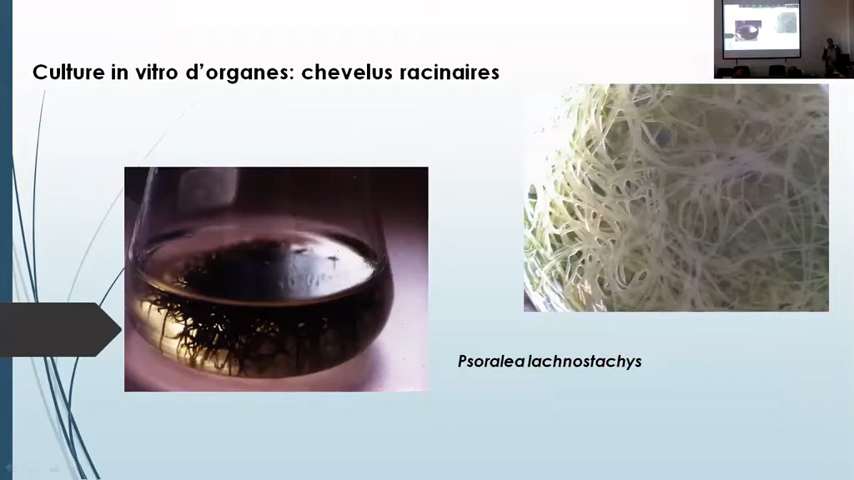 Culture in vitro d’organes: chevelus racinaires
Psoralea lachnostachys